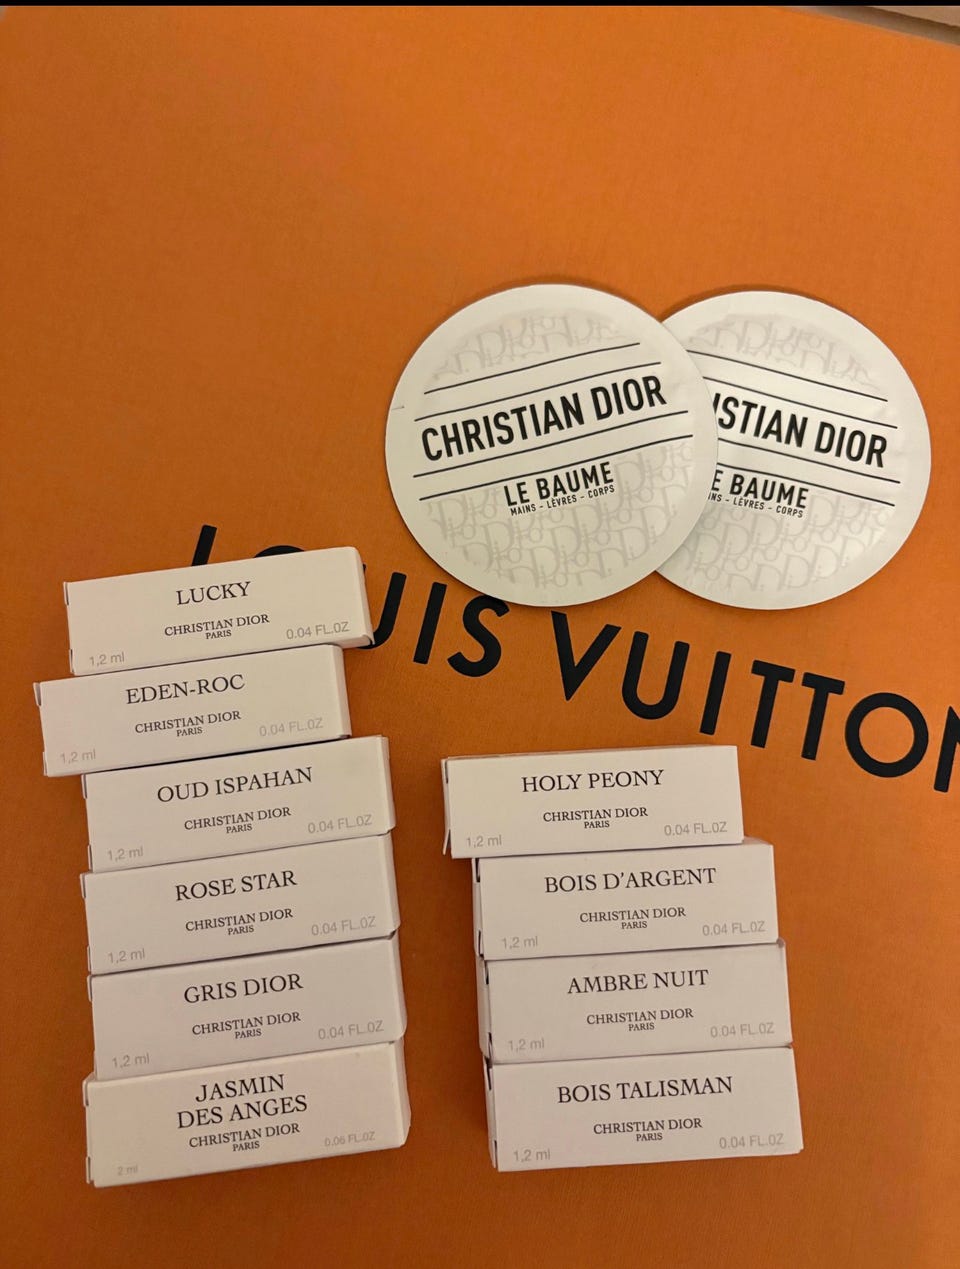 CHRISTIAN DIOR
LE BAUME
MAINS - LÈVRES - CORPS
ISTIAN DIOR
E BAUME
NS - LÈVRES - CORPS
LOUIS VUITTON
LUCKY
CHRISTIAN DIOR
PARIS
1,2 ml 0.04 FL.OZ
EDEN-ROC
CHRISTIAN DIOR
PARIS
1,2 ml 0.04 FL.OZ
OUD ISPAHAN
CHRISTIAN DIOR
PARIS
1,2 ml 0.04 FL.OZ
ROSE STAR
CHRISTIAN DIOR
PARIS
1,2 ml 0.04 FL.OZ
GRIS DIOR
CHRISTIAN DIOR
PARIS
1,2 ml 0.04 FL.OZ
JASMIN
DES ANGES
CHRISTIAN DIOR
PARIS
2 ml 0.06 FL.OZ
HOLY PEONY
CHRISTIAN DIOR
PARIS
1,2 ml 0.04 FL.OZ
BOIS D'ARGENT
CHRISTIAN DIOR
PARIS
1,2 ml 0.04 FL.OZ
AMBRE NUIT
CHRISTIAN DIOR
PARIS
1,2 ml 0.04 FL.OZ
BOIS TALISMAN
CHRISTIAN DIOR
PARIS
1,2 ml 0.04 FL.OZ